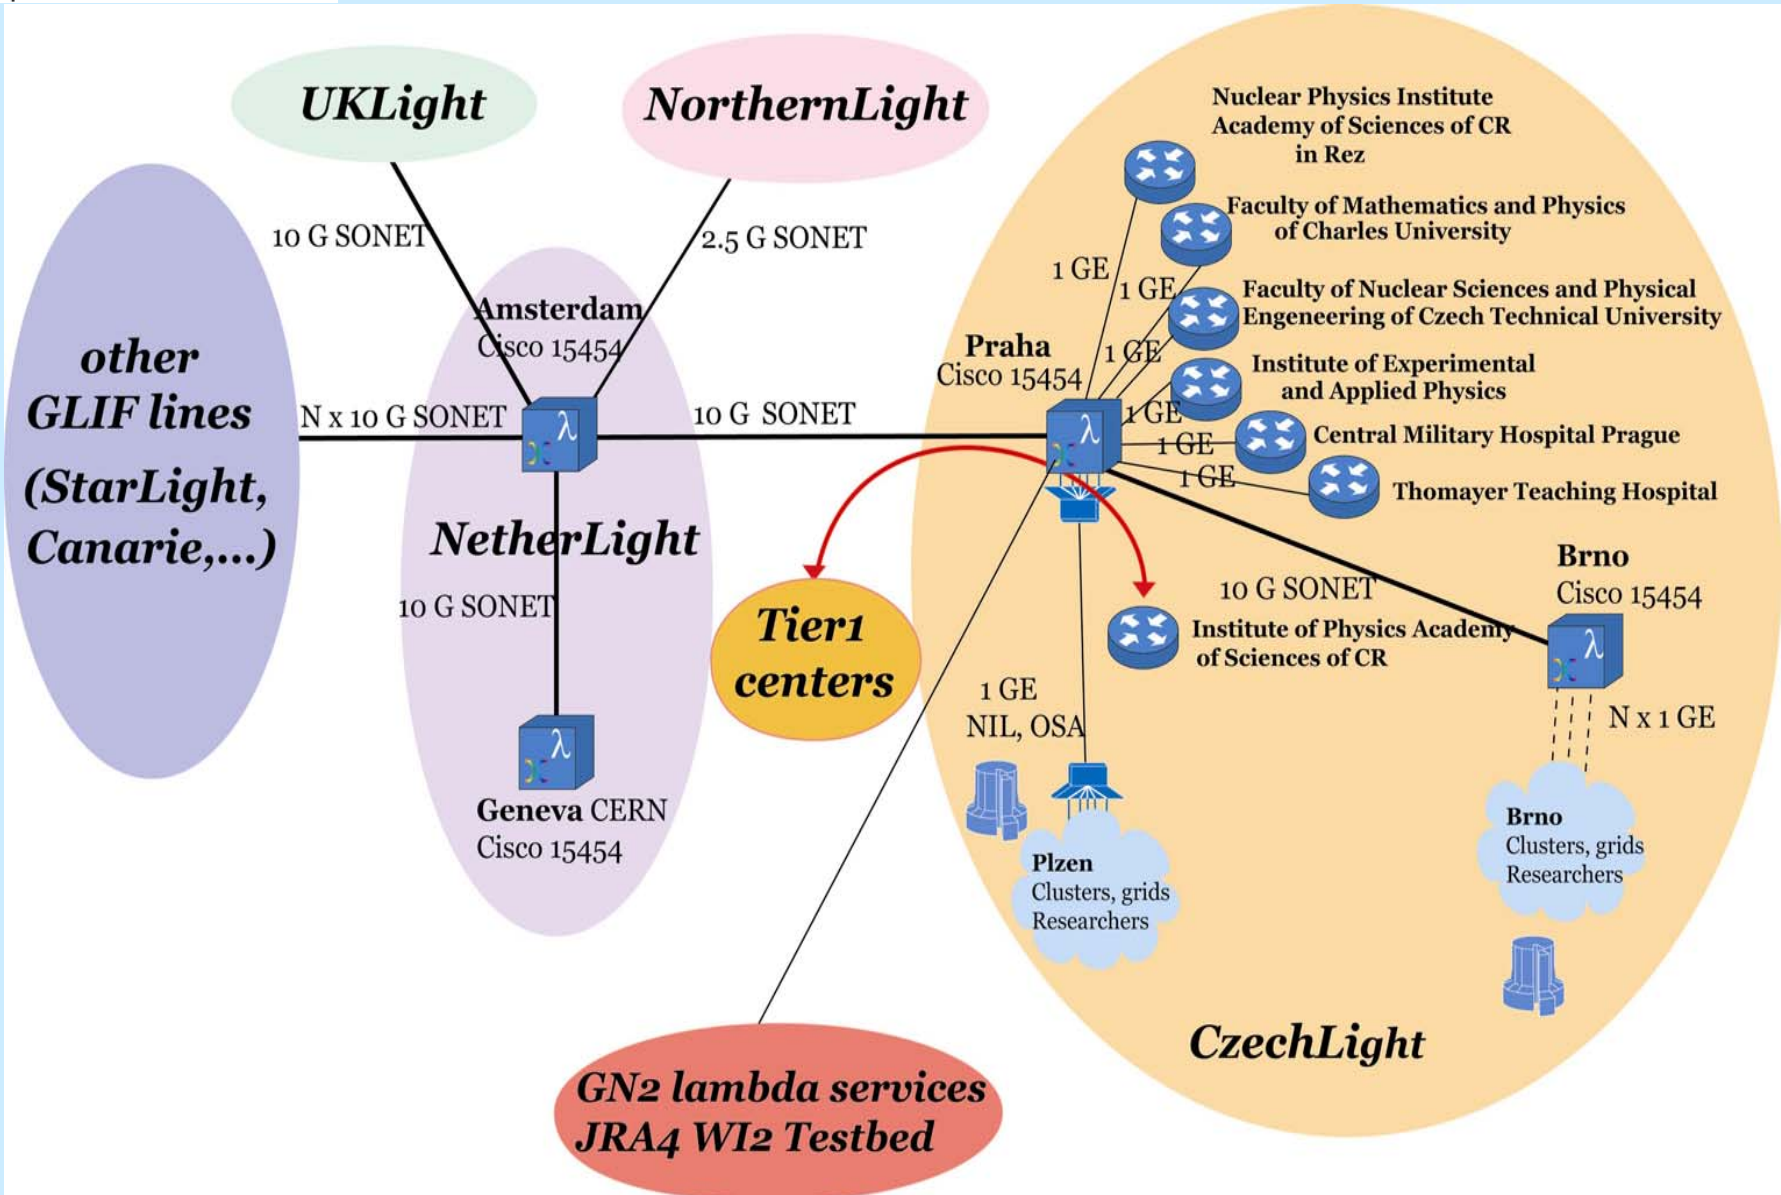 UKLight
NorthernLight
10 G SONET
2.5 G SONET
other
GLIF lines
(StarLight,
Canarie,...)
N x 10 G SONET
Amsterdam
Cisco 15454
λ
NetherLight
10 G SONET
λ
Geneva CERN
Cisco 15454
10 G SONET
Tier1
centers
GN2 lambda services
JRA4 WI2 Testbed
Praha
Cisco 15454
λ
Nuclear Physics Institute
Academy of Sciences of CR
in Rez
1 GE
Faculty of Mathematics and Physics
of Charles University
1 GE
Faculty of Nuclear Sciences and Physical
Engeneering of Czech Technical University
1 GE
Institute of Experimental
and Applied Physics
1 GE
Central Military Hospital Prague
1 GE
Thomayer Teaching Hospital
1 GE
Institute of Physics Academy
of Sciences of CR
10 G SONET
Brno
Cisco 15454
λ
N x 1 GE
Brno
Clusters, grids
Researchers
1 GE
NIL, OSA
Plzen
Clusters, grids
Researchers
CzechLight